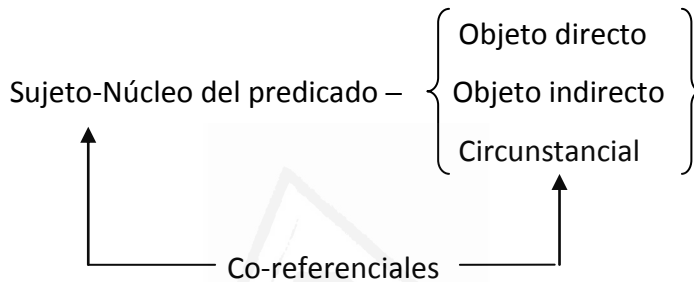 Objeto directo
Sujeto-Núcleo del predicado – Objeto indirecto
Circunstancial
Co-referenciales